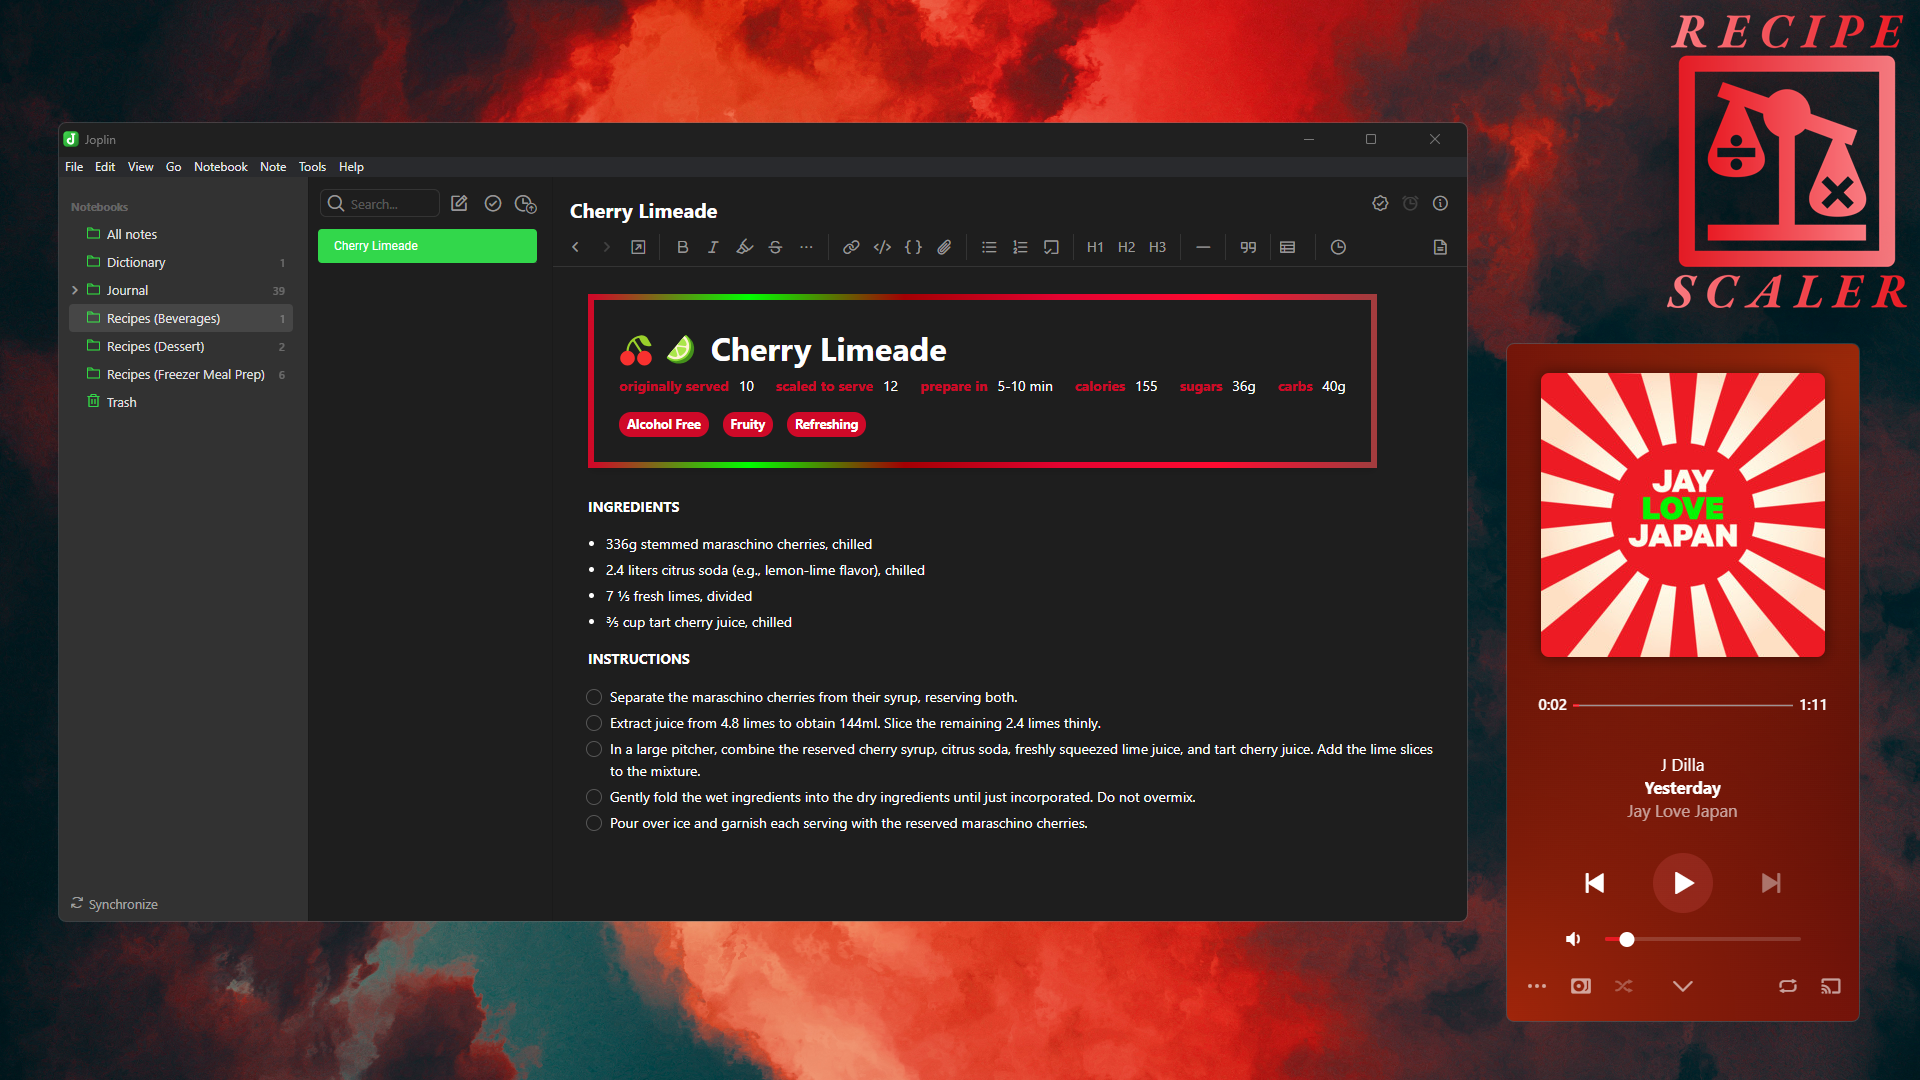 RECIPE
SCALER
Joplin
File Edit View Go Notebook Note Tools Help
Notebooks
All notes
Dictionary 1
Journal 39
Recipes (Beverages) 1
Recipes (Dessert) 2
Recipes (Freezer Meal Prep) 6
Trash
Synchronize
Search...
Cherry Limeade
Cherry Limeade
H1 H2 H3
Cherry Limeade
originally served 10 scaled to serve 12 prepare in 5-10 min calories 155 sugars 36g carbs 40g
Alcohol Free Fruity Refreshing
INGREDIENTS
• 336g stemmed maraschino cherries, chilled
• 2.4 liters citrus soda (e.g., lemon-lime flavor), chilled
• 7 ⅕ fresh limes, divided
• ⅗ cup tart cherry juice, chilled
INSTRUCTIONS
Separate the maraschino cherries from their syrup, reserving both.
Extract juice from 4.8 limes to obtain 144ml. Slice the remaining 2.4 limes thinly.
In a large pitcher, combine the reserved cherry syrup, citrus soda, freshly squeezed lime juice, and tart cherry juice. Add the lime slices
to the mixture.
Gently fold the wet ingredients into the dry ingredients until just incorporated. Do not overmix.
Pour over ice and garnish each serving with the reserved maraschino cherries.
JAY
LOVE
JAPAN
0:02 1:11
J Dilla
Yesterday
Jay Love Japan